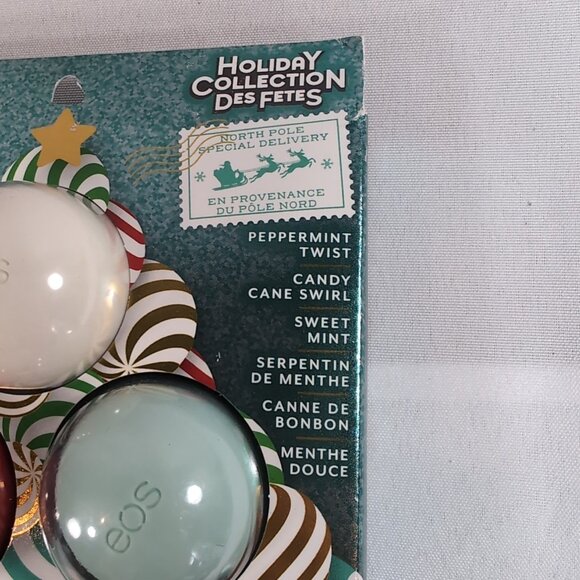 HOLIDAY
COLLECTION
DES FETES
NORTH POLE
SPECIAL DELIVERY
EN PROVENANCE
DU PÔLE NORD
PEPPERMINT
TWIST
CANDY
CANE SWIRL
SWEET
MINT
SERPENTIN
DE MENTHE
CANNE DE
BONBON
MENTHE
DOUCE
eos